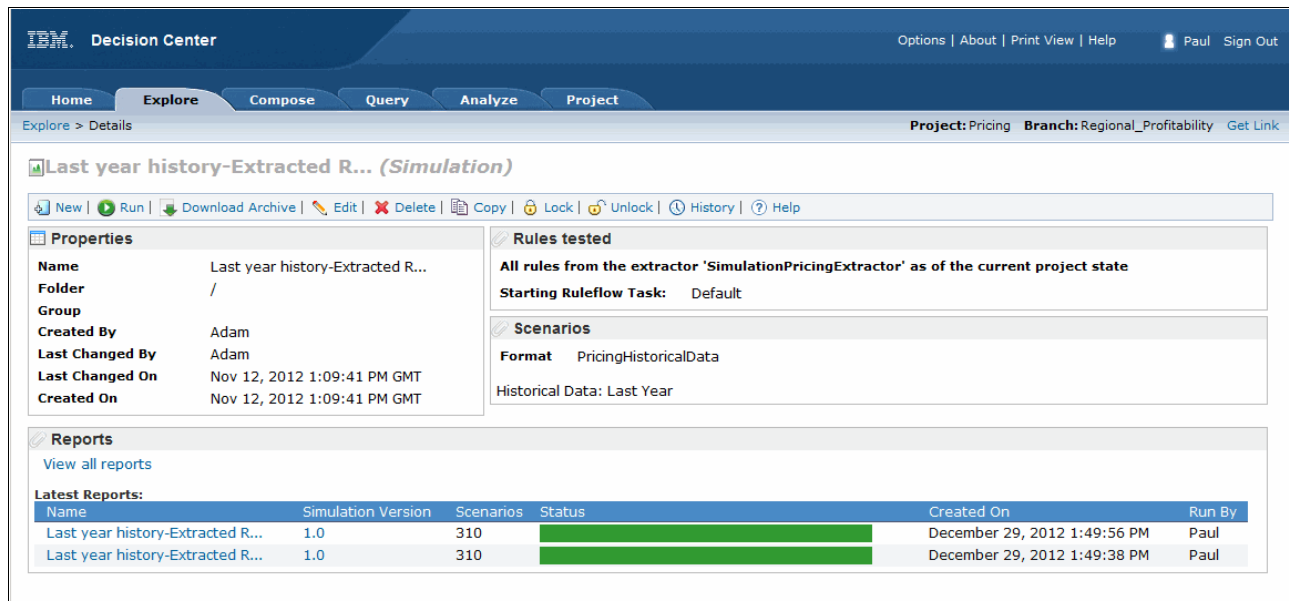 IBM. Decision Center
Options | About | Print View | Help Paul Sign Out
Home Explore Compose Query Analyze Project
Explore > Details Project: Pricing Branch: Regional_Profitability Get Link
Last year history-Extracted R... (Simulation)
New | Run | Download Archive | Edit | Delete | Copy | Lock | Unlock | History | Help
Properties
Name Last year history-Extracted R...
Folder /
Group
Created By Adam
Last Changed By Adam
Last Changed On Nov 12, 2012 1:09:41 PM GMT
Created On Nov 12, 2012 1:09:41 PM GMT
Rules tested
All rules from the extractor 'SimulationPricingExtractor' as of the current project state
Starting Ruleflow Task: Default
Scenarios
Format PricingHistoricalData
Historical Data: Last Year
Reports
View all reports
Latest Reports:
Name Simulation Version Scenarios Status Created On Run By
Last year history-Extracted R... 1.0 310 December 29, 2012 1:49:56 PM Paul
Last year history-Extracted R... 1.0 310 December 29, 2012 1:49:38 PM Paul